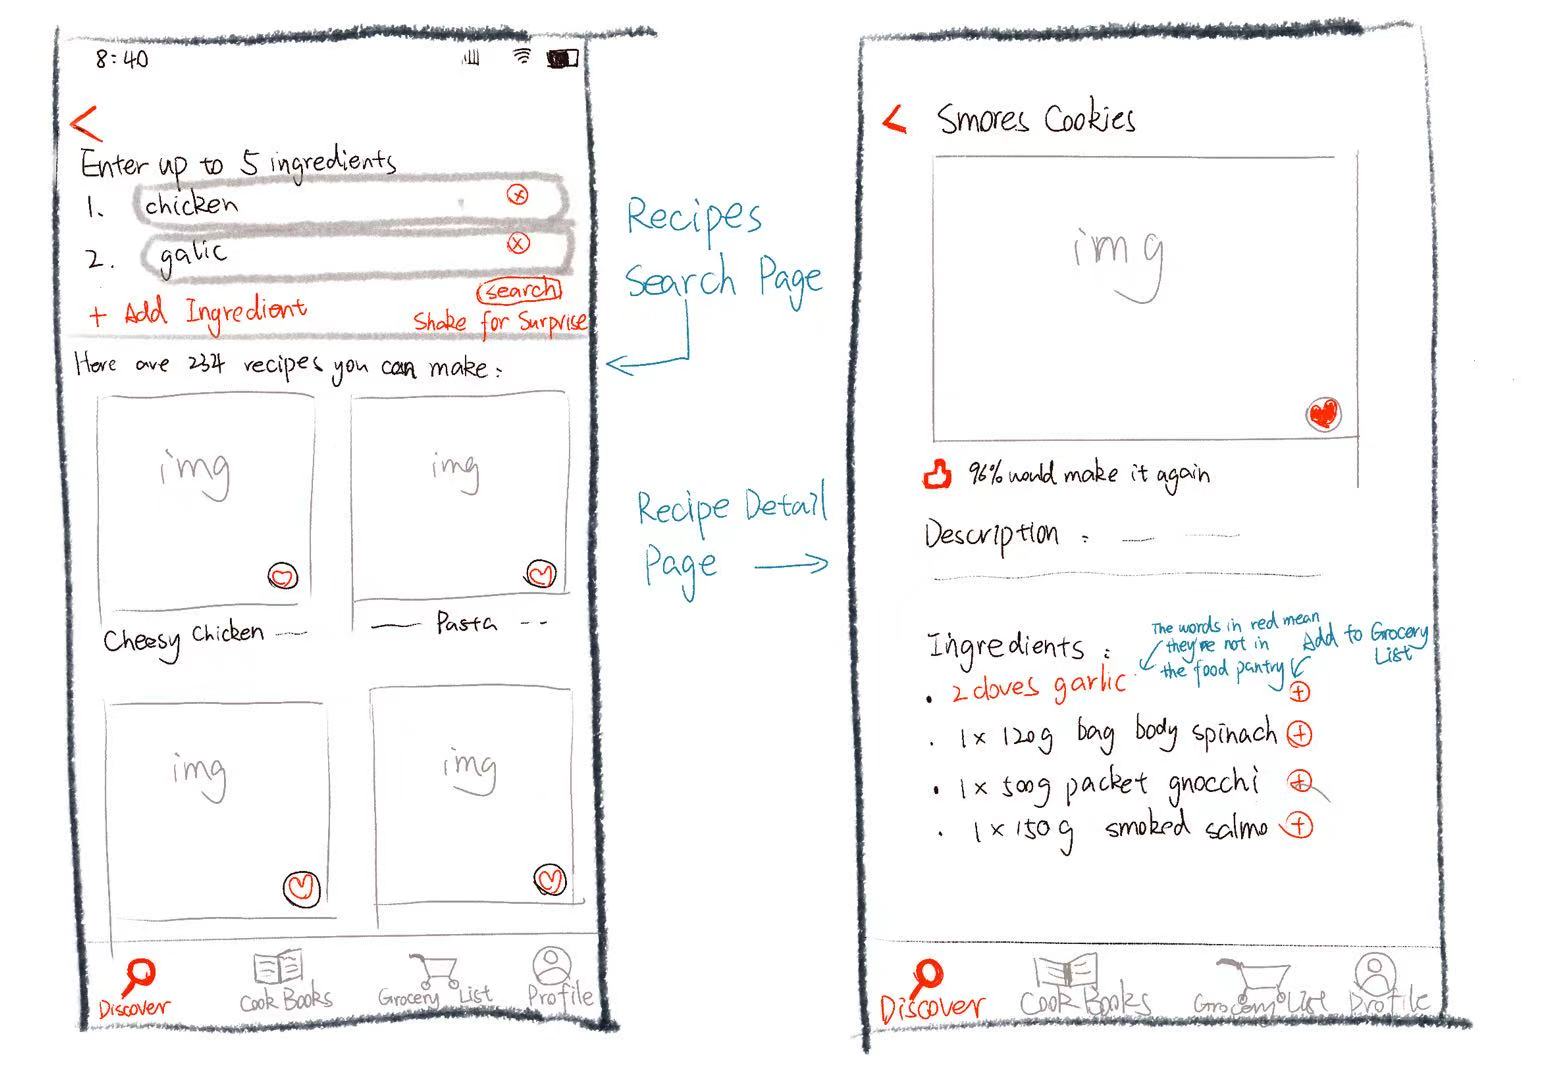 8:40
Enter up to 5 ingredients
1. chicken
2. galic
+ Add Ingredient
search
Shake for Surprise
Here are 234 recipes you can make:
img
img
Cheesy Chicken
Pasta
img
img
Discover
Cook Books
Grocery List
Profile
Recipes
Search Page
Recipe Detail
Page
Smores Cookies
img
96% would make it again
Description :
Ingredients :
The words in red mean
they're not in
the food pantry
Add to Grocery
List
• 2 cloves garlic
• 1 x 120g bag body spinach
• 1 x 500g packet gnocchi
• 1 x 150g smoked salmo
Discover
Cook Books
Grocery List
Profile